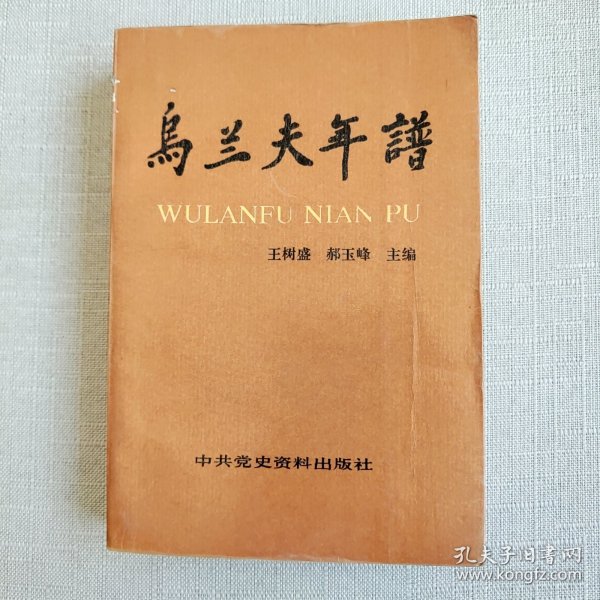 烏兰夫年譜
WULANFU NIAN PU
王树盛 郝玉峰 主编
中共党史资料出版社
孔夫子旧书网
www.kongfz.com